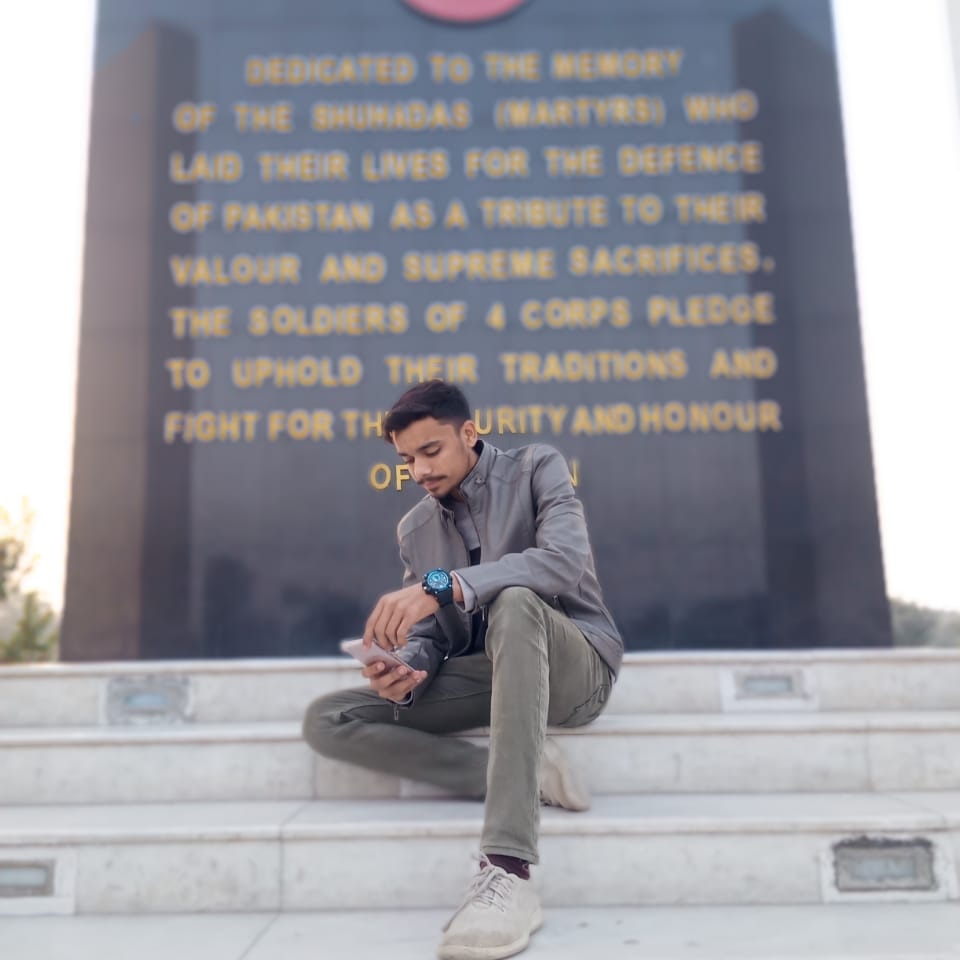 DEDICATED TO THE MEMORY
OF THE SHUHADAS (MARTYRS) WHO
LAID THEIR LIVES FOR THE DEFENCE
OF PAKISTAN AS A TRIBUTE TO THEIR
VALOUR AND SUPREME SACRIFICES.
THE SOLDIERS OF 4 CORPS PLEDGE
TO UPHOLD THEIR TRADITIONS AND
FIGHT FOR AND HONOUR
OF